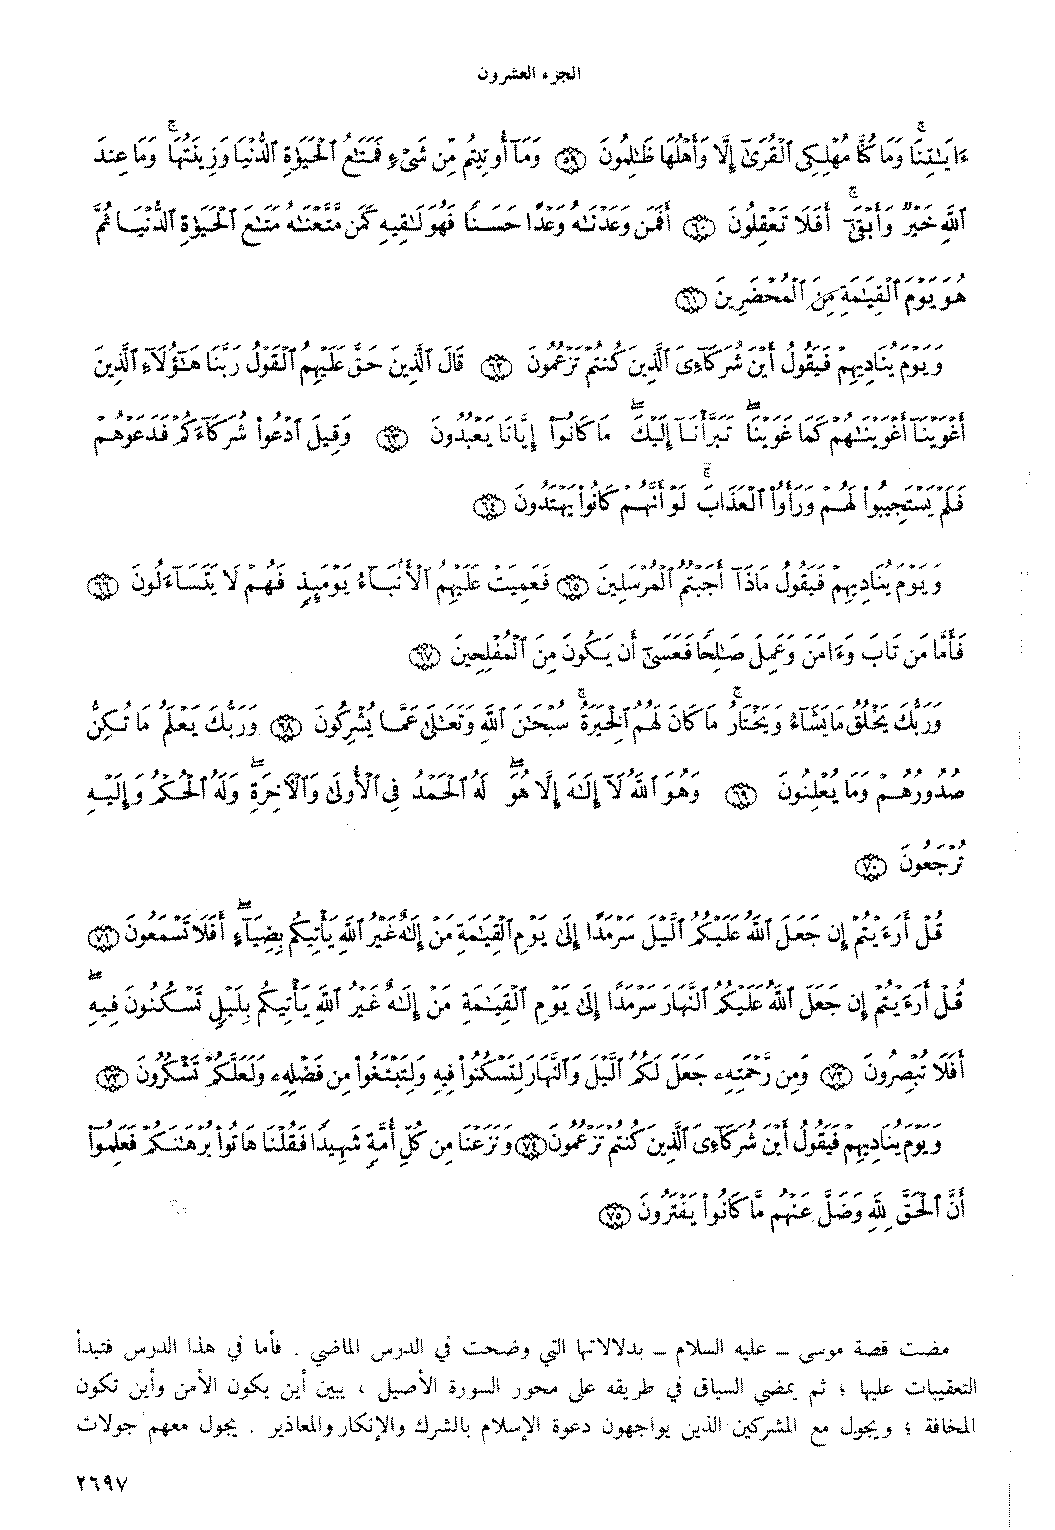 الجزء العشرون
ءَايَٰتِنَا ۚ وَمَا كُنَّا مُهْلِكِى ٱلْقُرَىٰٓ إِلَّا وَأَهْلُهَا ظَٰلِمُونَ ﴿٥٩﴾ وَمَآ أُوتِيتُم مِّن شَىْءٍ فَمَتَٰعُ ٱلْحَيَوٰةِ ٱلدُّنْيَا وَزِينَتُهَا ۚ وَمَا عِندَ
ٱللَّهِ خَيْرٌ وَأَبْقَىٰٓ ۚ أَفَلَا تَعْقِلُونَ ﴿٦٠﴾ أَفَمَن وَعَدْنَٰهُ وَعْدًا حَسَنًا فَهُوَ لَٰقِيهِ كَمَن مَّتَّعْنَٰهُ مَتَٰعَ ٱلْحَيَوٰةِ ٱلدُّنْيَا ثُمَّ
هُوَ يَوْمَ ٱلْقِيَٰمَةِ مِنَ ٱلْمُحْضَرِينَ ﴿٦١﴾
وَيَوْمَ يُنَادِيهِمْ فَيَقُولُ أَيْنَ شُرَكَآءِىَ ٱلَّذِينَ كُنتُمْ تَزْعُمُونَ ﴿٦٢﴾ قَالَ ٱلَّذِينَ حَقَّ عَلَيْهِمُ ٱلْقَوْلُ رَبَّنَا هَٰٓؤُلَآءِ ٱلَّذِينَ
أَغْوَيْنَآ أَغْوَيْنَٰهُمْ كَمَا غَوَيْنَا ۖ تَبَرَّأْنَآ إِلَيْكَ ۖ مَا كَانُوٓا۟ إِيَّانَا يَعْبُدُونَ ﴿٦٣﴾ وَقِيلَ ٱدْعُوا۟ شُرَكَآءَكُمْ فَدَعَوْهُمْ
فَلَمْ يَسْتَجِيبُوا۟ لَهُمْ وَرَأَوُا۟ ٱلْعَذَابَ ۚ لَوْ أَنَّهُمْ كَانُوا۟ يَهْتَدُونَ ﴿٦٤﴾
وَيَوْمَ يُنَادِيهِمْ فَيَقُولُ مَاذَآ أَجَبْتُمُ ٱلْمُرْسَلِينَ ﴿٦٥﴾ فَعَمِيَتْ عَلَيْهِمُ ٱلْأَنۢبَآءُ يَوْمَئِذٍ فَهُمْ لَا يَتَسَآءَلُونَ ﴿٦٦﴾
فَأَمَّا مَن تَابَ وَءَامَنَ وَعَمِلَ صَٰلِحًا فَعَسَىٰٓ أَن يَكُونَ مِنَ ٱلْمُفْلِحِينَ ﴿٦٧﴾
وَرَبُّكَ يَخْلُقُ مَا يَشَآءُ وَيَخْتَارُ ۚ مَا كَانَ لَهُمُ ٱلْخِيَرَةُ ۚ سُبْحَٰنَ ٱللَّهِ وَتَعَٰلَىٰ عَمَّا يُشْرِكُونَ ﴿٦٨﴾ وَرَبُّكَ يَعْلَمُ مَا تُكِنُّ
صُدُورُهُمْ وَمَا يُعْلِنُونَ ﴿٦٩﴾ وَهُوَ ٱللَّهُ لَآ إِلَٰهَ إِلَّا هُوَ ۖ لَهُ ٱلْحَمْدُ فِى ٱلْأُولَىٰ وَٱلْءَاخِرَةِ ۖ وَلَهُ ٱلْحُكْمُ وَإِلَيْهِ
تُرْجَعُونَ ﴿٧٠﴾
قُلْ أَرَءَيْتُمْ إِن جَعَلَ ٱللَّهُ عَلَيْكُمُ ٱلَّيْلَ سَرْمَدًا إِلَىٰ يَوْمِ ٱلْقِيَٰمَةِ مَنْ إِلَٰهٌ غَيْرُ ٱللَّهِ يَأْتِيكُم بِضِيَآءٍ ۖ أَفَلَا تَسْمَعُونَ ﴿٧١﴾
قُلْ أَرَءَيْتُمْ إِن جَعَلَ ٱللَّهُ عَلَيْكُمُ ٱلنَّهَارَ سَرْمَدًا إِلَىٰ يَوْمِ ٱلْقِيَٰمَةِ مَنْ إِلَٰهٌ غَيْرُ ٱللَّهِ يَأْتِيكُم بِلَيْلٍ تَسْكُنُونَ فِيهِ ۖ
أَفَلَا تُبْصِرُونَ ﴿٧٢﴾ وَمِن رَّحْمَتِهِۦ جَعَلَ لَكُمُ ٱلَّيْلَ وَٱلنَّهَارَ لِتَسْكُنُوا۟ فِيهِ وَلِتَبْتَغُوا۟ مِن فَضْلِهِۦ وَلَعَلَّكُمْ تَشْكُرُونَ ﴿٧٣﴾
وَيَوْمَ يُنَادِيهِمْ فَيَقُولُ أَيْنَ شُرَكَآءِىَ ٱلَّذِينَ كُنتُمْ تَزْعُمُونَ ﴿٧٤﴾ وَنَزَعْنَا مِن كُلِّ أُمَّةٍ شَهِيدًا فَقُلْنَا هَاتُوا۟ بُرْهَٰنَكُمْ فَعَلِمُوٓا۟
أَنَّ ٱلْحَقَّ لِلَّهِ وَضَلَّ عَنْهُم مَّا كَانُوا۟ يَفْتَرُونَ ﴿٧٥﴾
مضت قصة موسى – عليه السلام – بدلالاتها التي وضحت في الدرس الماضي . فأما في هذا الدرس فتبدأ
التعقيبات عليها ؛ ثم يمضي السياق في طريقه على محور السورة الأصيل ، يبين أين يكون الأمن وأين تكون
المخافة ؛ ويجول مع المشركين الذين يواجهون دعوة الإسلام بالشرك والإنكار والمعاذير . يجول معهم جولات
٢٦٩٧